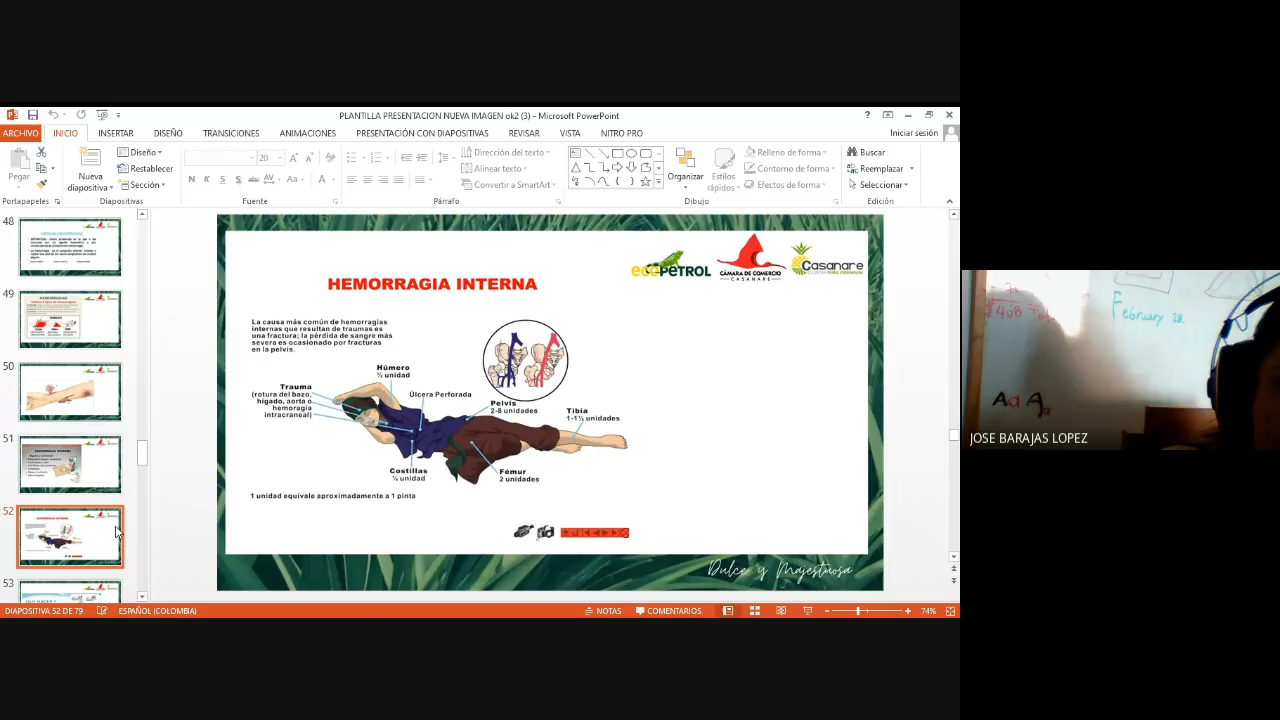 PLANTILLA PRESENTACION NUEVA IMAGEN ok2 (3) - Microsoft PowerPoint
ARCHIVO INICIO INSERTAR DISEÑO TRANSICIONES ANIMACIONES PRESENTACIÓN CON DIAPOSITIVAS REVISAR VISTA NITRO PRO Iniciar sesión
Pegar
Nueva
diapositiva
Diseño
Restablecer
Sección
20
N K S S abc AV Aa A
Dirección del texto
Alinear texto
Convertir a SmartArt
Organizar
Estilos
rápidos
Relleno de forma
Contorno de forma
Efectos de forma
Buscar
Reemplazar
Seleccionar
Portapapeles Diapositivas Fuente Párrafo Dibujo Edición
48
49
50
51
52
53
HEMORRAGIA INTERNA
ecoPETROL
CÁMARA DE COMERCIO
CASANARE
Casanare
La causa más común de hemorragias
internas que resultan de traumas es
una fractura; la pérdida de sangre más
severa es ocasionado por fracturas
en la pelvis.
Húmero
½ unidad
Trauma
(rotura del bazo,
hígado, aorta o
hemoragia
intracraneal)
Úlcera Perforada
Pelvis
2-8 unidades
Tibia
1-1½ unidades
Costillas
Fémur
2 unidades
1 unidad equivale aproximadamente a 1 pinta
Dulce y Majestuosa
DIAPOSITIVA 52 DE 79 ESPAÑOL (COLOMBIA) NOTAS COMENTARIOS 74%
February 28.
JOSE BARAJAS LOPEZ